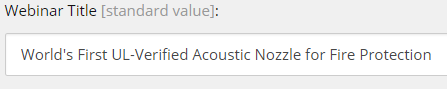 Webinar Title [standard value]:
World's First UL-Verified Acoustic Nozzle for Fire Protection